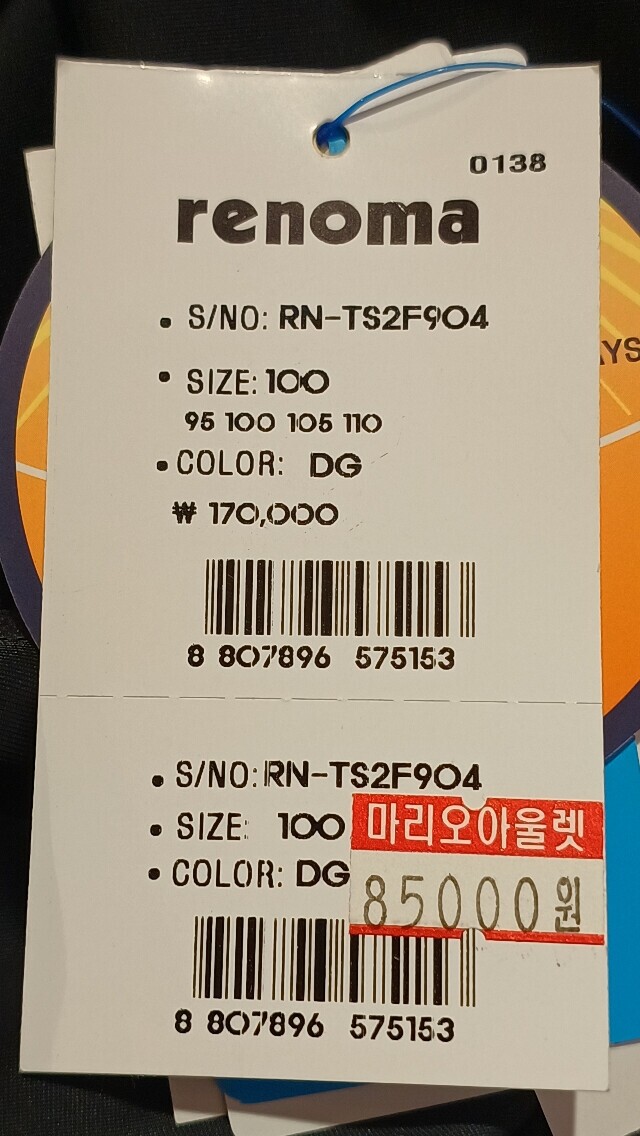 0138
renoma
• S/NO: RN-TS2F904
• SIZE: 100
95 100 105 110
• COLOR: DG
₩ 170,000
8 807896 575153
• S/NO: RN-TS2F904
• SIZE: 100
마리오아울렛
• COLOR: DG
85000원
8 807896 575153